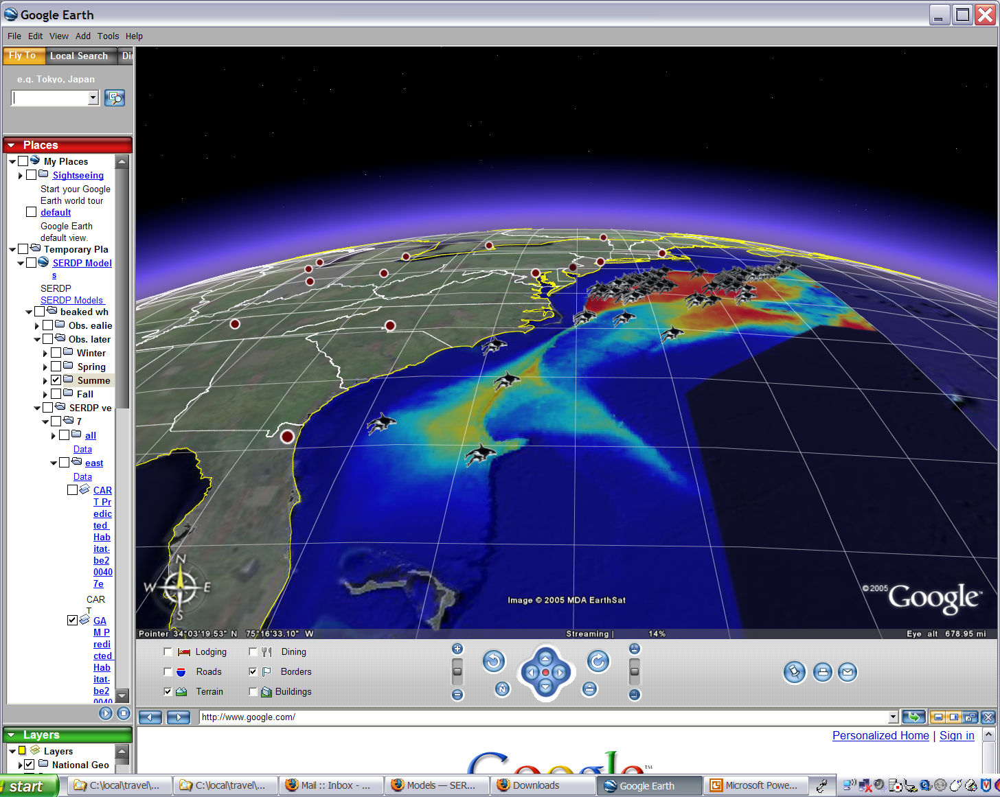 Google Earth
File Edit View Add Tools Help
Fly To Local Search Di
e.g. Tokyo, Japan
Places
My Places
Sightseeing
Start your Google
Earth world tour
default
Google Earth
default view.
Temporary Pla
SERDP Model
s
SERDP
SERDP Models
beaked wh
Obs. ealie
Obs. later
Winter
Spring
Summe
Fall
SERDP ve
7
all
Data
east
Data
CAR
T Pr
edic
ted
Hab
itat-
be2
0040
7e
CAR
T
GA
M P
redi
cted
Hab
itat-
be2
0040
N
W E
S
Image © 2005 MDA EarthSat
© 2005 Google™
Pointer 34°03'19.53" N 75°16'33.10" W Streaming | 14% Eye alt 678.95 mi
Lodging Dining
Roads Borders
Terrain Buildings
N
http://www.google.com/
Layers
Layers
National Geo
Personalized Home | Sign in
Google™
start C:\local\travel\... C:\local\travel\... Mail :: Inbox - ... Models — SER... Downloads Google Earth Microsoft Powe...